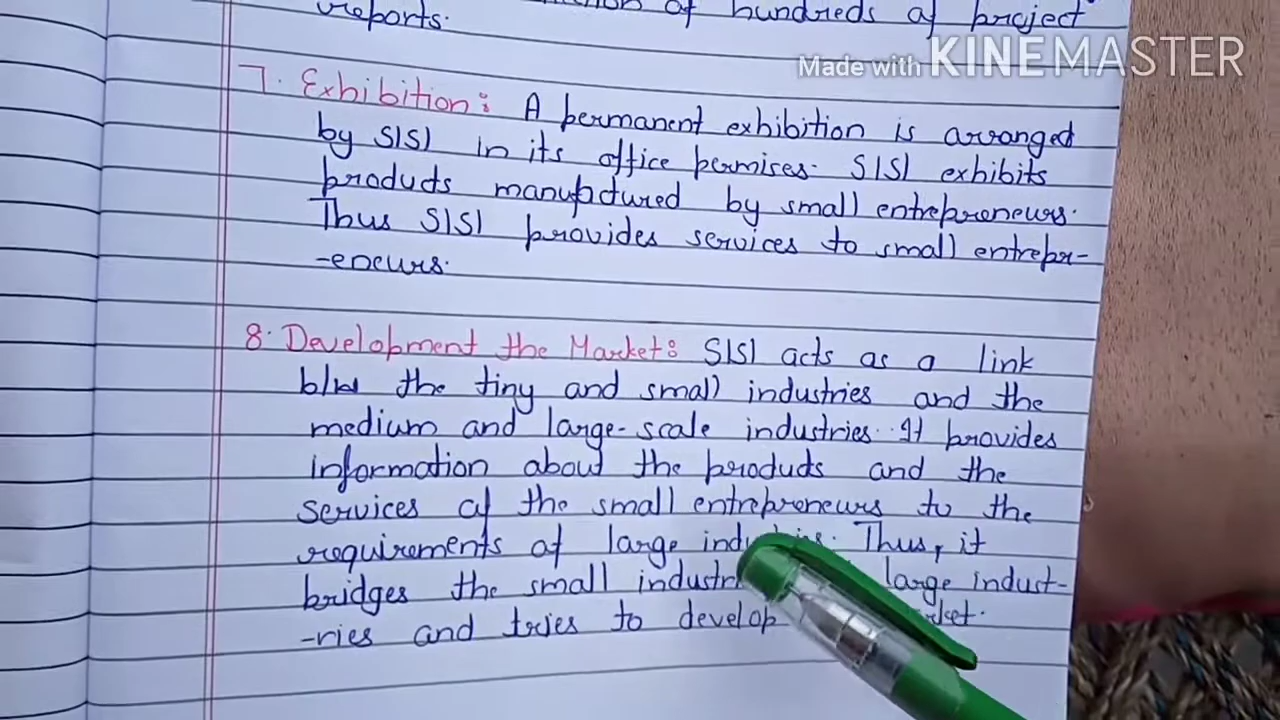 of hundreds of project
reports.
Made with KINEMASTER
7. Exhibition: A permanent exhibition is arranged
by SISI in its office permises. SISI exhibits
products manufactured by small entrepreneurs.
Thus SISI provides services to small entrepr-
-eneurs.
8. Development the Market: SISI acts as a link
b/w the tiny and small industries and the
medium and large-scale industries. It provides
information about the products and the
services of the small entrepreneurs to the
requirements of large Thus, it
bridges the small large indust-
-ries and tries to develop